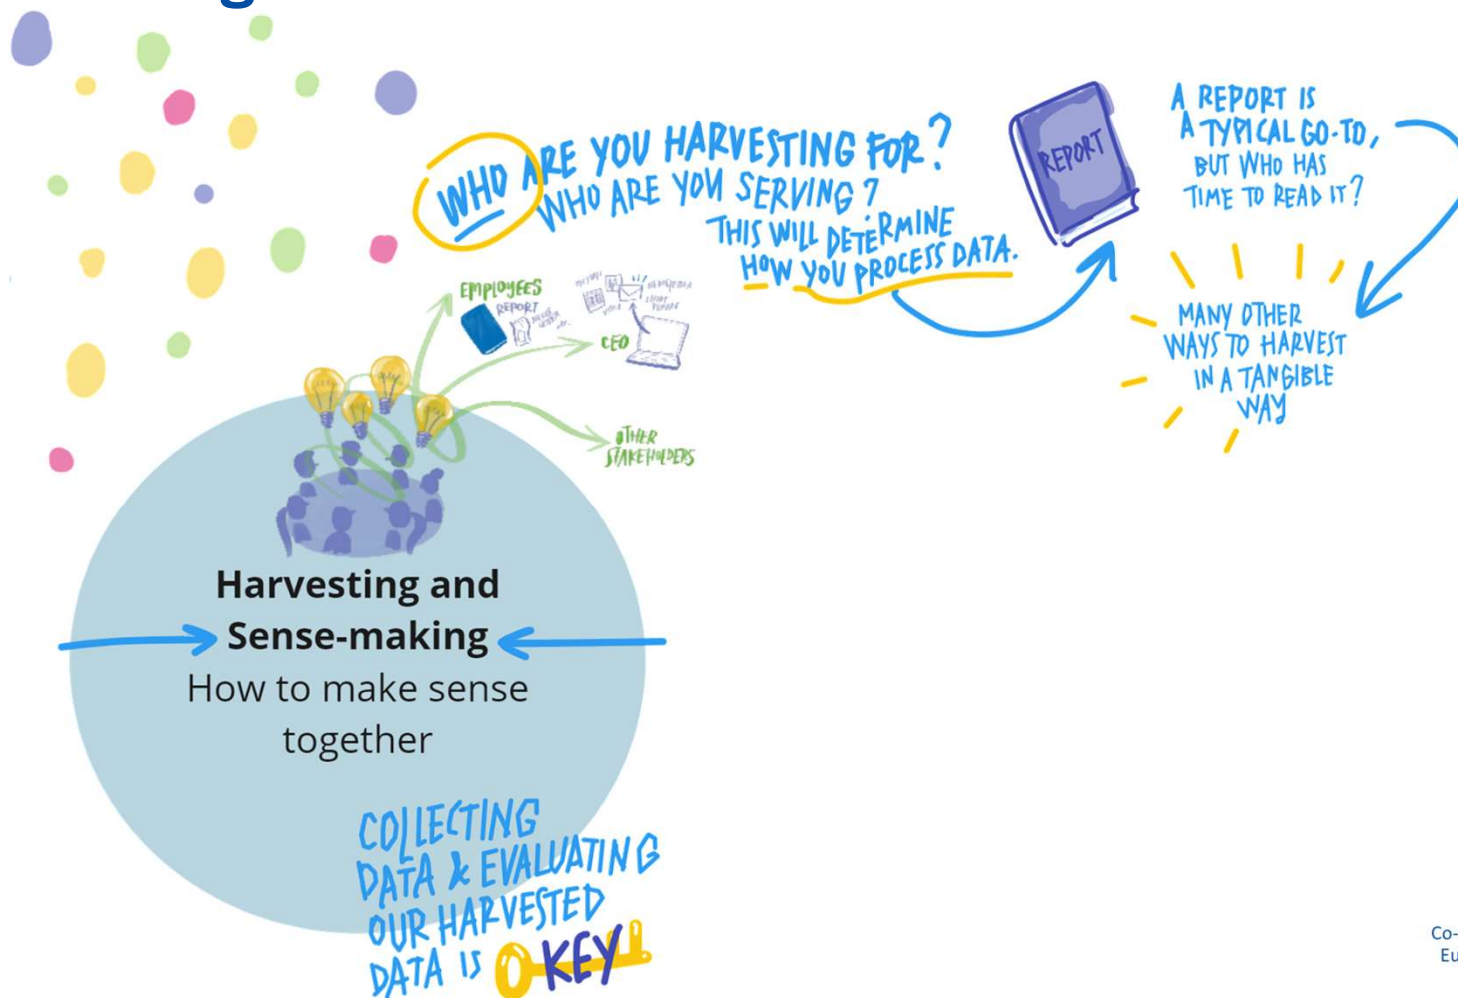 WHO ARE YOU HARVESTING FOR?
WHO ARE YOU SERVING?
THIS WILL DETERMINE
HOW YOU PROCESS DATA.
REPORT
A REPORT IS
A TYPICAL GO-TO,
BUT WHO HAS
TIME TO READ IT?
MANY OTHER
WAYS TO HARVEST
IN A TANGIBLE
WAY
EMPLOYEES
REPORT
CEO
OTHER
STAKEHOLDERS
Harvesting and
Sense-making
How to make sense
together
COLLECTING
DATA & EVALUATING
OUR HARVESTED
DATA IS KEY
Co-
Eu